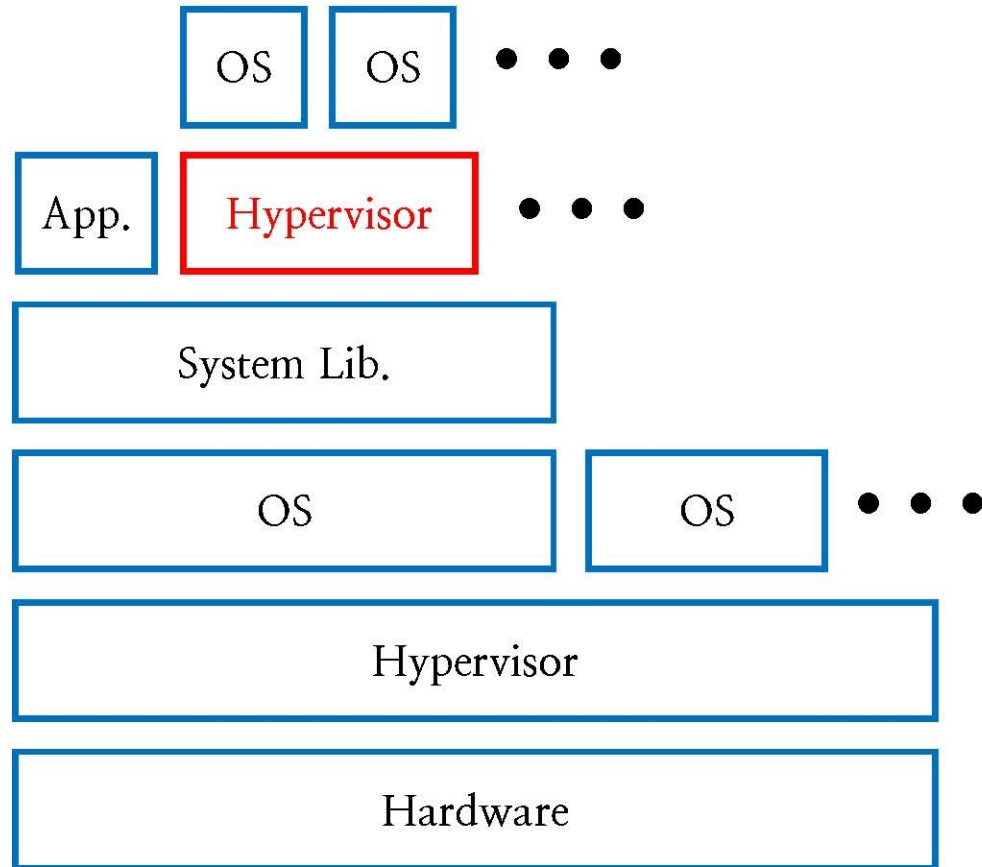 OS OS • • •
App. Hypervisor • • •
System Lib.
OS OS • • •
Hypervisor
Hardware